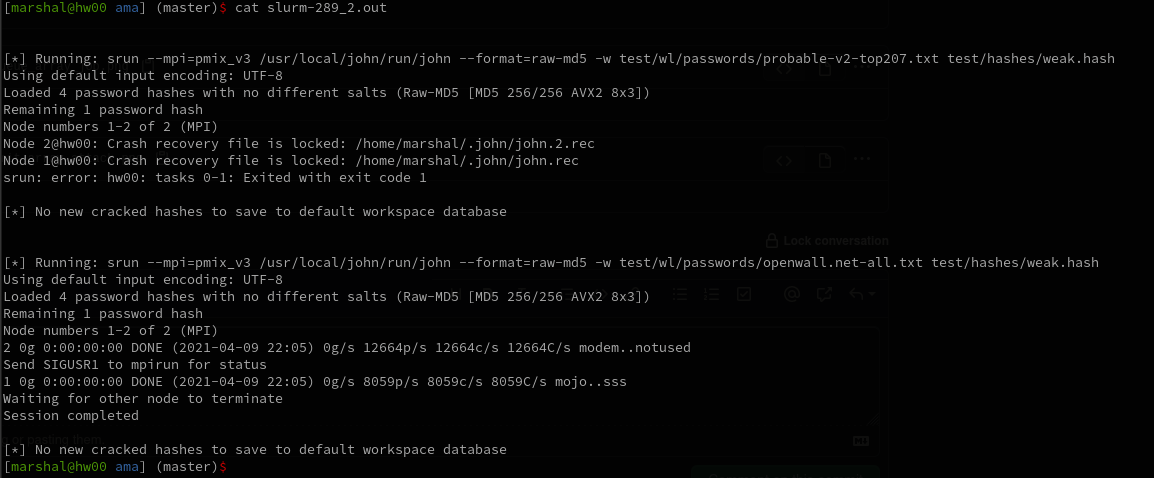 [marshal@hw00 ama] (master)$ cat slurm-289_2.out
[*] Running: srun --mpi=pmix_v3 /usr/local/john/run/john --format=raw-md5 -w test/wl/passwords/probable-v2-top207.txt test/hashes/weak.hash
Using default input encoding: UTF-8
Loaded 4 password hashes with no different salts (Raw-MD5 [MD5 256/256 AVX2 8x3])
Remaining 1 password hash
Node numbers 1-2 of 2 (MPI)
Node 2@hw00: Crash recovery file is locked: /home/marshal/.john/john.2.rec
Node 1@hw00: Crash recovery file is locked: /home/marshal/.john/john.rec
srun: error: hw00: tasks 0-1: Exited with exit code 1
[*] No new cracked hashes to save to default workspace database
Lock conversation
[*] Running: srun --mpi=pmix_v3 /usr/local/john/run/john --format=raw-md5 -w test/wl/passwords/openwall.net-all.txt test/hashes/weak.hash
Using default input encoding: UTF-8
Loaded 4 password hashes with no different salts (Raw-MD5 [MD5 256/256 AVX2 8x3])
Remaining 1 password hash
Node numbers 1-2 of 2 (MPI)
2 0g 0:00:00:00 DONE (2021-04-09 22:05) 0g/s 12664p/s 12664c/s 12664C/s modem..notused
Send SIGUSR1 to mpirun for status
1 0g 0:00:00:00 DONE (2021-04-09 22:05) 0g/s 8059p/s 8059c/s 8059C/s mojo..sss
Waiting for other node to terminate
Session completed
or pasting them.
[*] No new cracked hashes to save to default workspace database
[marshal@hw00 ama] (master)$